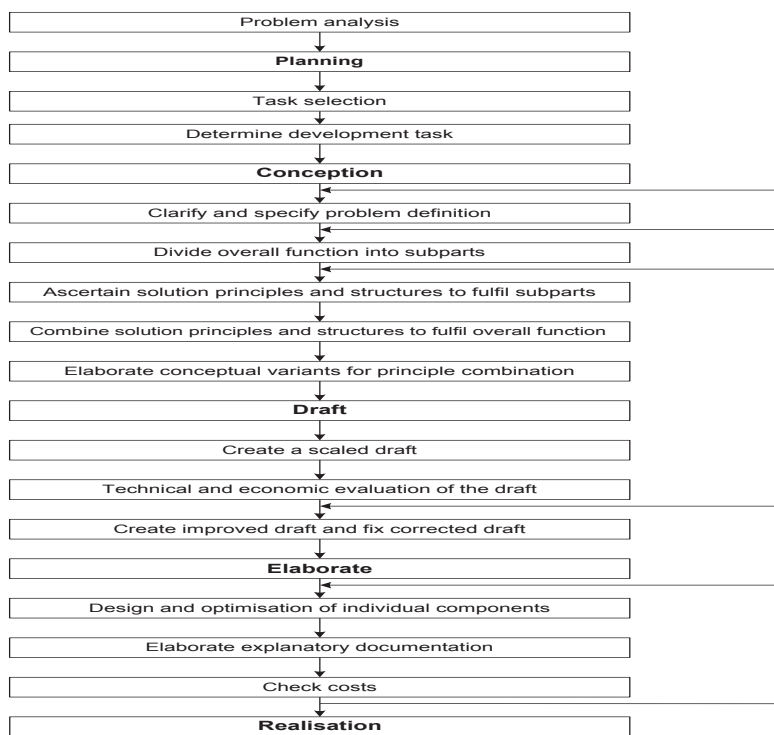 Problem analysis
Planning
Task selection
Determine development task
Conception
Clarify and specify problem definition
Divide overall function into subparts
Ascertain solution principles and structures to fulfil subparts
Combine solution principles and structures to fulfil overall function
Elaborate conceptual variants for principle combination
Draft
Create a scaled draft
Technical and economic evaluation of the draft
Create improved draft and fix corrected draft
Elaborate
Design and optimisation of individual components
Elaborate explanatory documentation
Check costs
Realisation